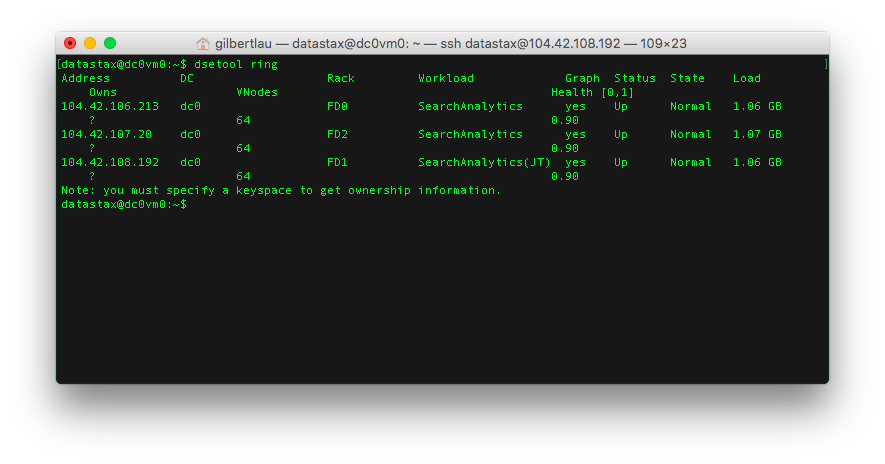 gilbertlau — datastax@dc0vm0: ~ — ssh datastax@104.42.108.192 — 109×23
[datastax@dc0vm0:~$ dsetool ring ]
Address DC Rack Workload Graph Status State Load
Owns VNodes Health [0,1]
104.42.106.213 dc0 FD0 SearchAnalytics yes Up Normal 1.06 GB
? 64 0.90
104.42.107.20 dc0 FD2 SearchAnalytics yes Up Normal 1.07 GB
? 64 0.90
104.42.108.192 dc0 FD1 SearchAnalytics(JT) yes Up Normal 1.06 GB
? 64 0.90
Note: you must specify a keyspace to get ownership information.
datastax@dc0vm0:~$